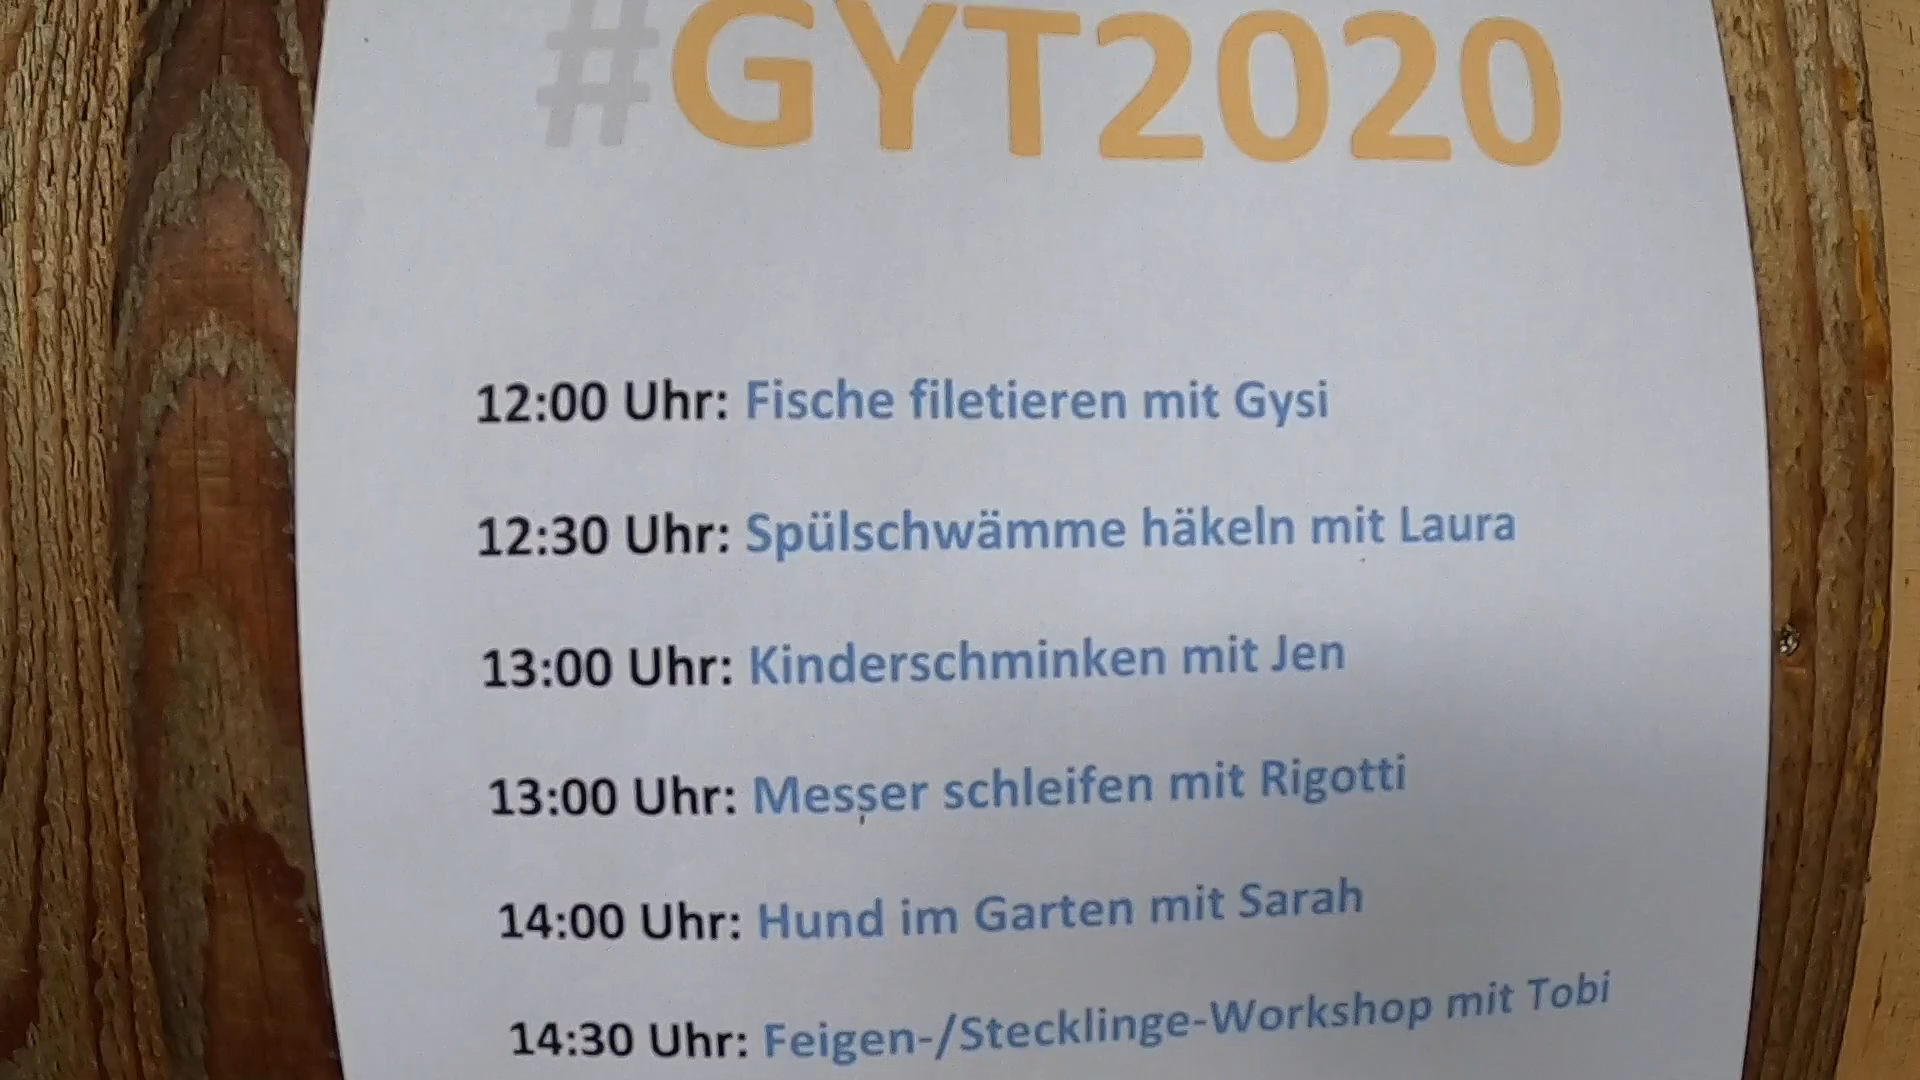 #GYT2020
12:00 Uhr: Fische filetieren mit Gysi
12:30 Uhr: Spülschwämme häkeln mit Laura
13:00 Uhr: Kinderschminken mit Jen
13:00 Uhr: Messer schleifen mit Rigotti
14:00 Uhr: Hund im Garten mit Sarah
14:30 Uhr: Feigen-/Stecklinge-Workshop mit Tobi